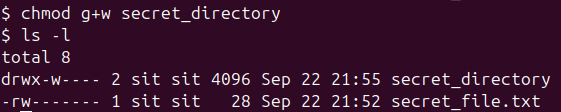 $ chmod g+w secret_directory
$ ls -l
total 8
drwx-w---- 2 sit sit 4096 Sep 22 21:55 secret_directory
-rw------- 1 sit sit   28 Sep 22 21:52 secret_file.txt